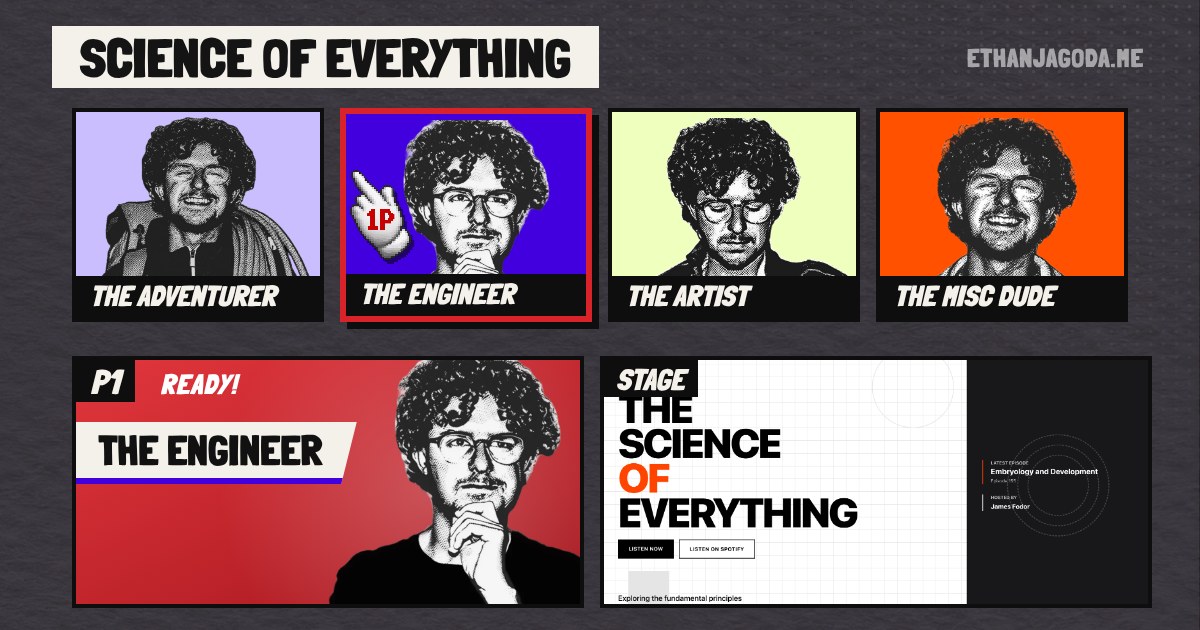 SCIENCE OF EVERYTHING
ETHANJAGODA.ME
THE ADVENTURER
1P
THE ENGINEER
THE ARTIST
THE MISC DUDE
P1
READY!
THE ENGINEER
STAGE
THE
SCIENCE
OF
EVERYTHING
LISTEN NOW
LISTEN ON SPOTIFY
Exploring the fundamental principles
LATEST EPISODE
Embryology and Development
HOSTED BY
James Fodor